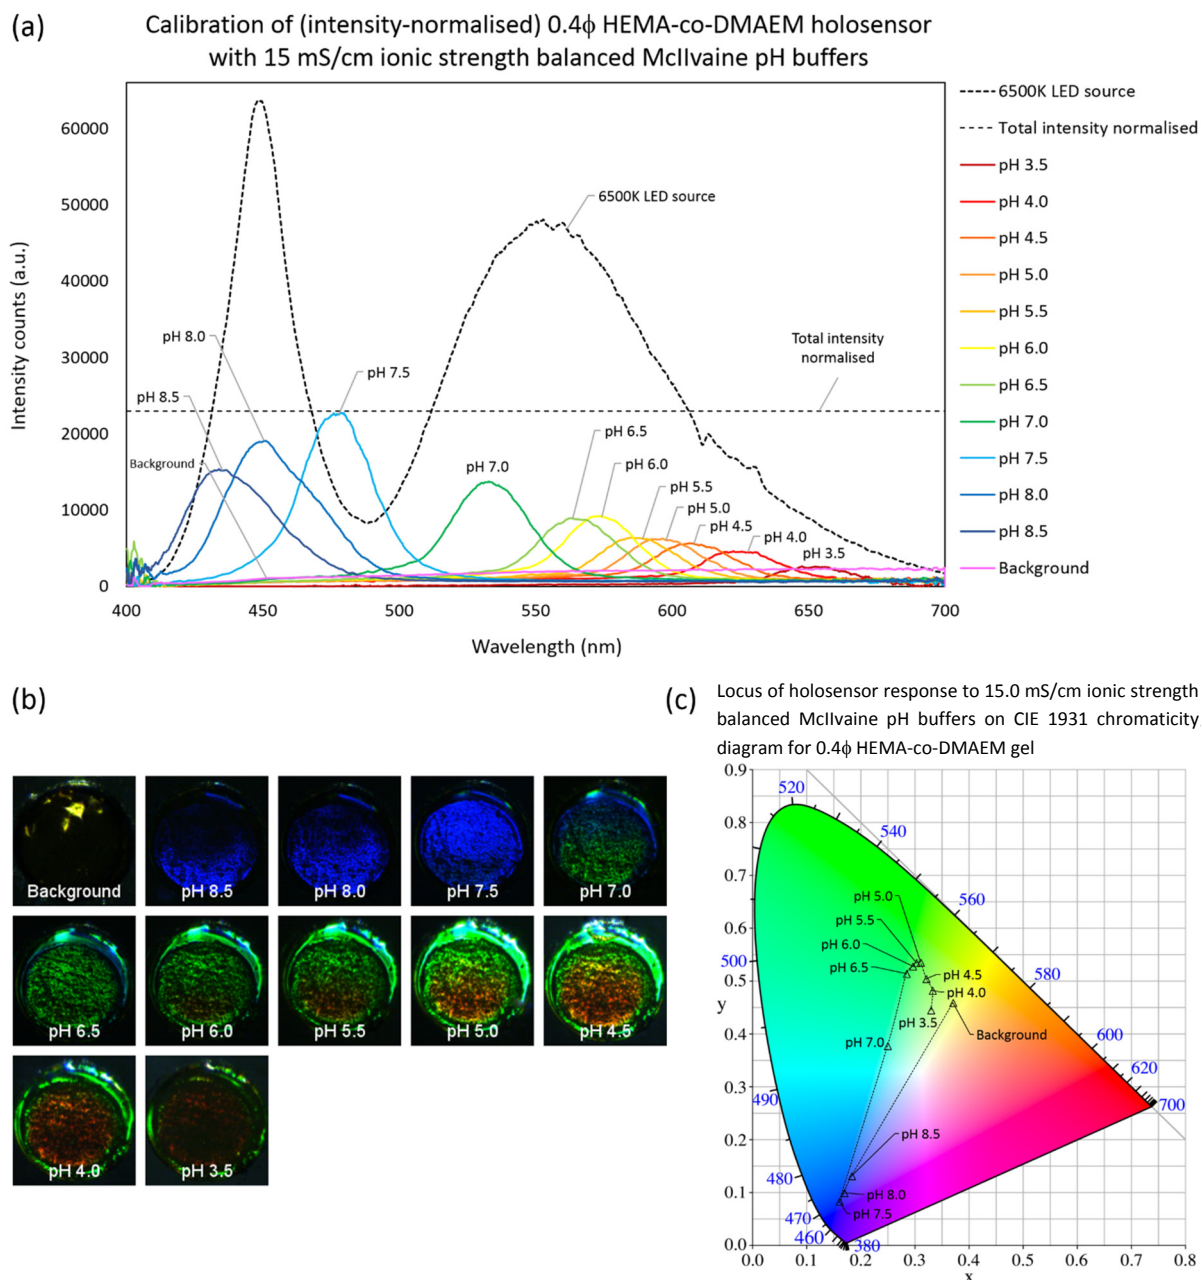 (a)
Calibration of (intensity-normalised) 0.4ϕ HEMA-co-DMAEM holosensor
with 15 mS/cm ionic strength balanced McIlvaine pH buffers
Intensity counts (a.u.)
60000
50000
40000
30000
20000
10000
0
400
450
500
550
600
650
700
Wavelength (nm)
6500K LED source
Total intensity
normalised
pH 8.0
pH 8.5
Background
pH 7.5
pH 7.0
pH 6.5
pH 6.0
pH 5.5
pH 5.0
pH 4.5
pH 4.0
pH 3.5
6500K LED source
Total intensity normalised
pH 3.5
pH 4.0
pH 4.5
pH 5.0
pH 5.5
pH 6.0
pH 6.5
pH 7.0
pH 7.5
pH 8.0
pH 8.5
Background
(b)
Background
pH 8.5
pH 8.0
pH 7.5
pH 7.0
pH 6.5
pH 6.0
pH 5.5
pH 5.0
pH 4.5
pH 4.0
pH 3.5
(c)
Locus of holosensor response to 15.0 mS/cm ionic strength
balanced McIlvaine pH buffers on CIE 1931 chromaticity
diagram for 0.4ϕ HEMA-co-DMAEM gel
0.9
0.8
0.7
0.6
0.5
y
0.4
0.3
0.2
0.1
0.0
0.0
0.1
0.2
0.3
0.4
0.5
0.6
0.7
0.8
x
520
540
560
580
600
620
700
500
490
480
470
460
380
pH 5.0
pH 5.5
pH 6.0
pH 6.5
pH 4.5
pH 4.0
pH 3.5
Background
pH 7.0
pH 8.5
pH 8.0
pH 7.5